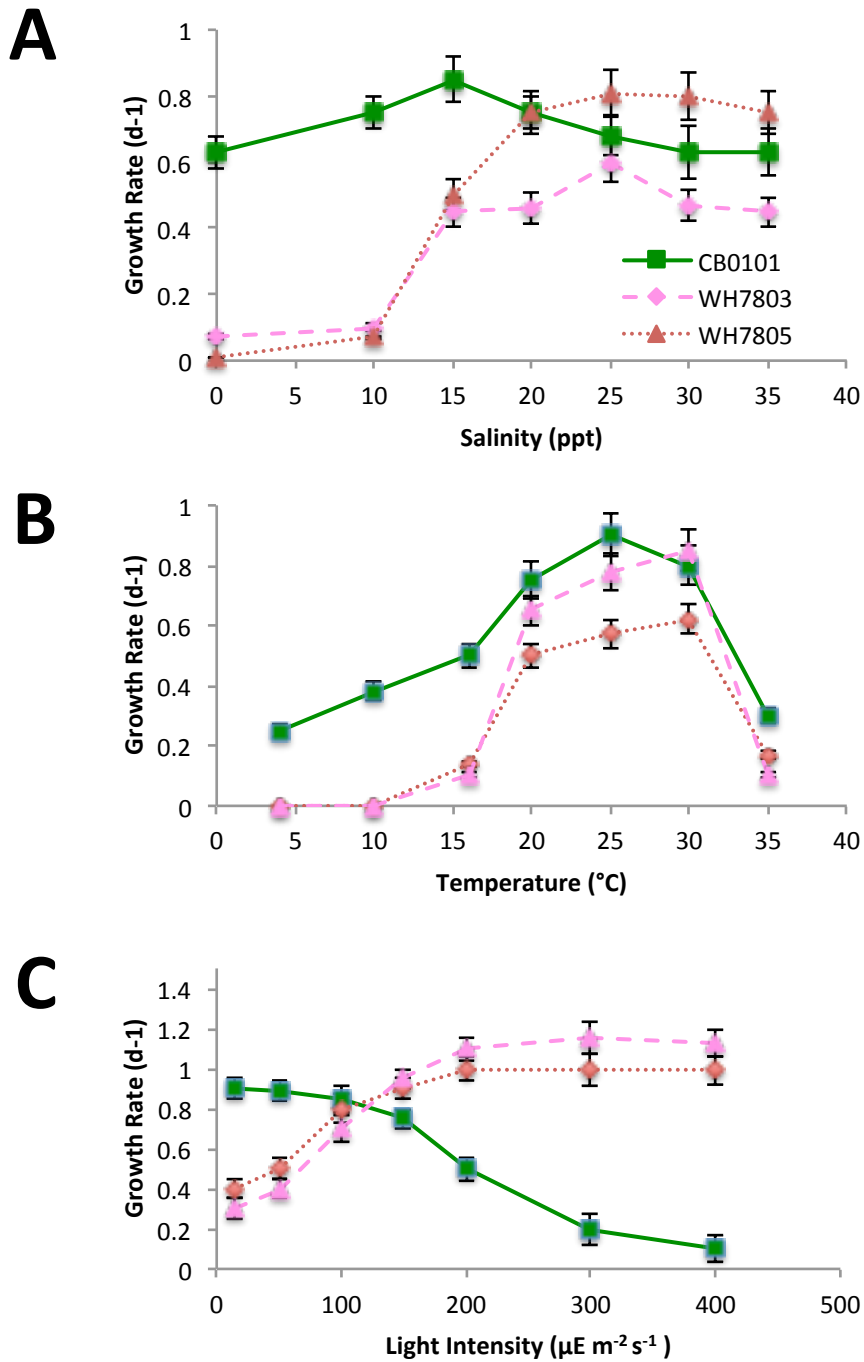 A
1
0.8
0.6
0.4
0.2
0
Growth Rate (d-1)
CB0101
WH7803
WH7805
0 5 10 15 20 25 30 35 40
Salinity (ppt)
B
1
0.8
0.6
0.4
0.2
0
Growth Rate (d-1)
0 5 10 15 20 25 30 35 40
Temperature (°C)
C
1.4
1.2
1
0.8
0.6
0.4
0.2
0
Growth Rate (d-1)
0 100 200 300 400 500
Light Intensity (µE m⁻² s⁻¹ )